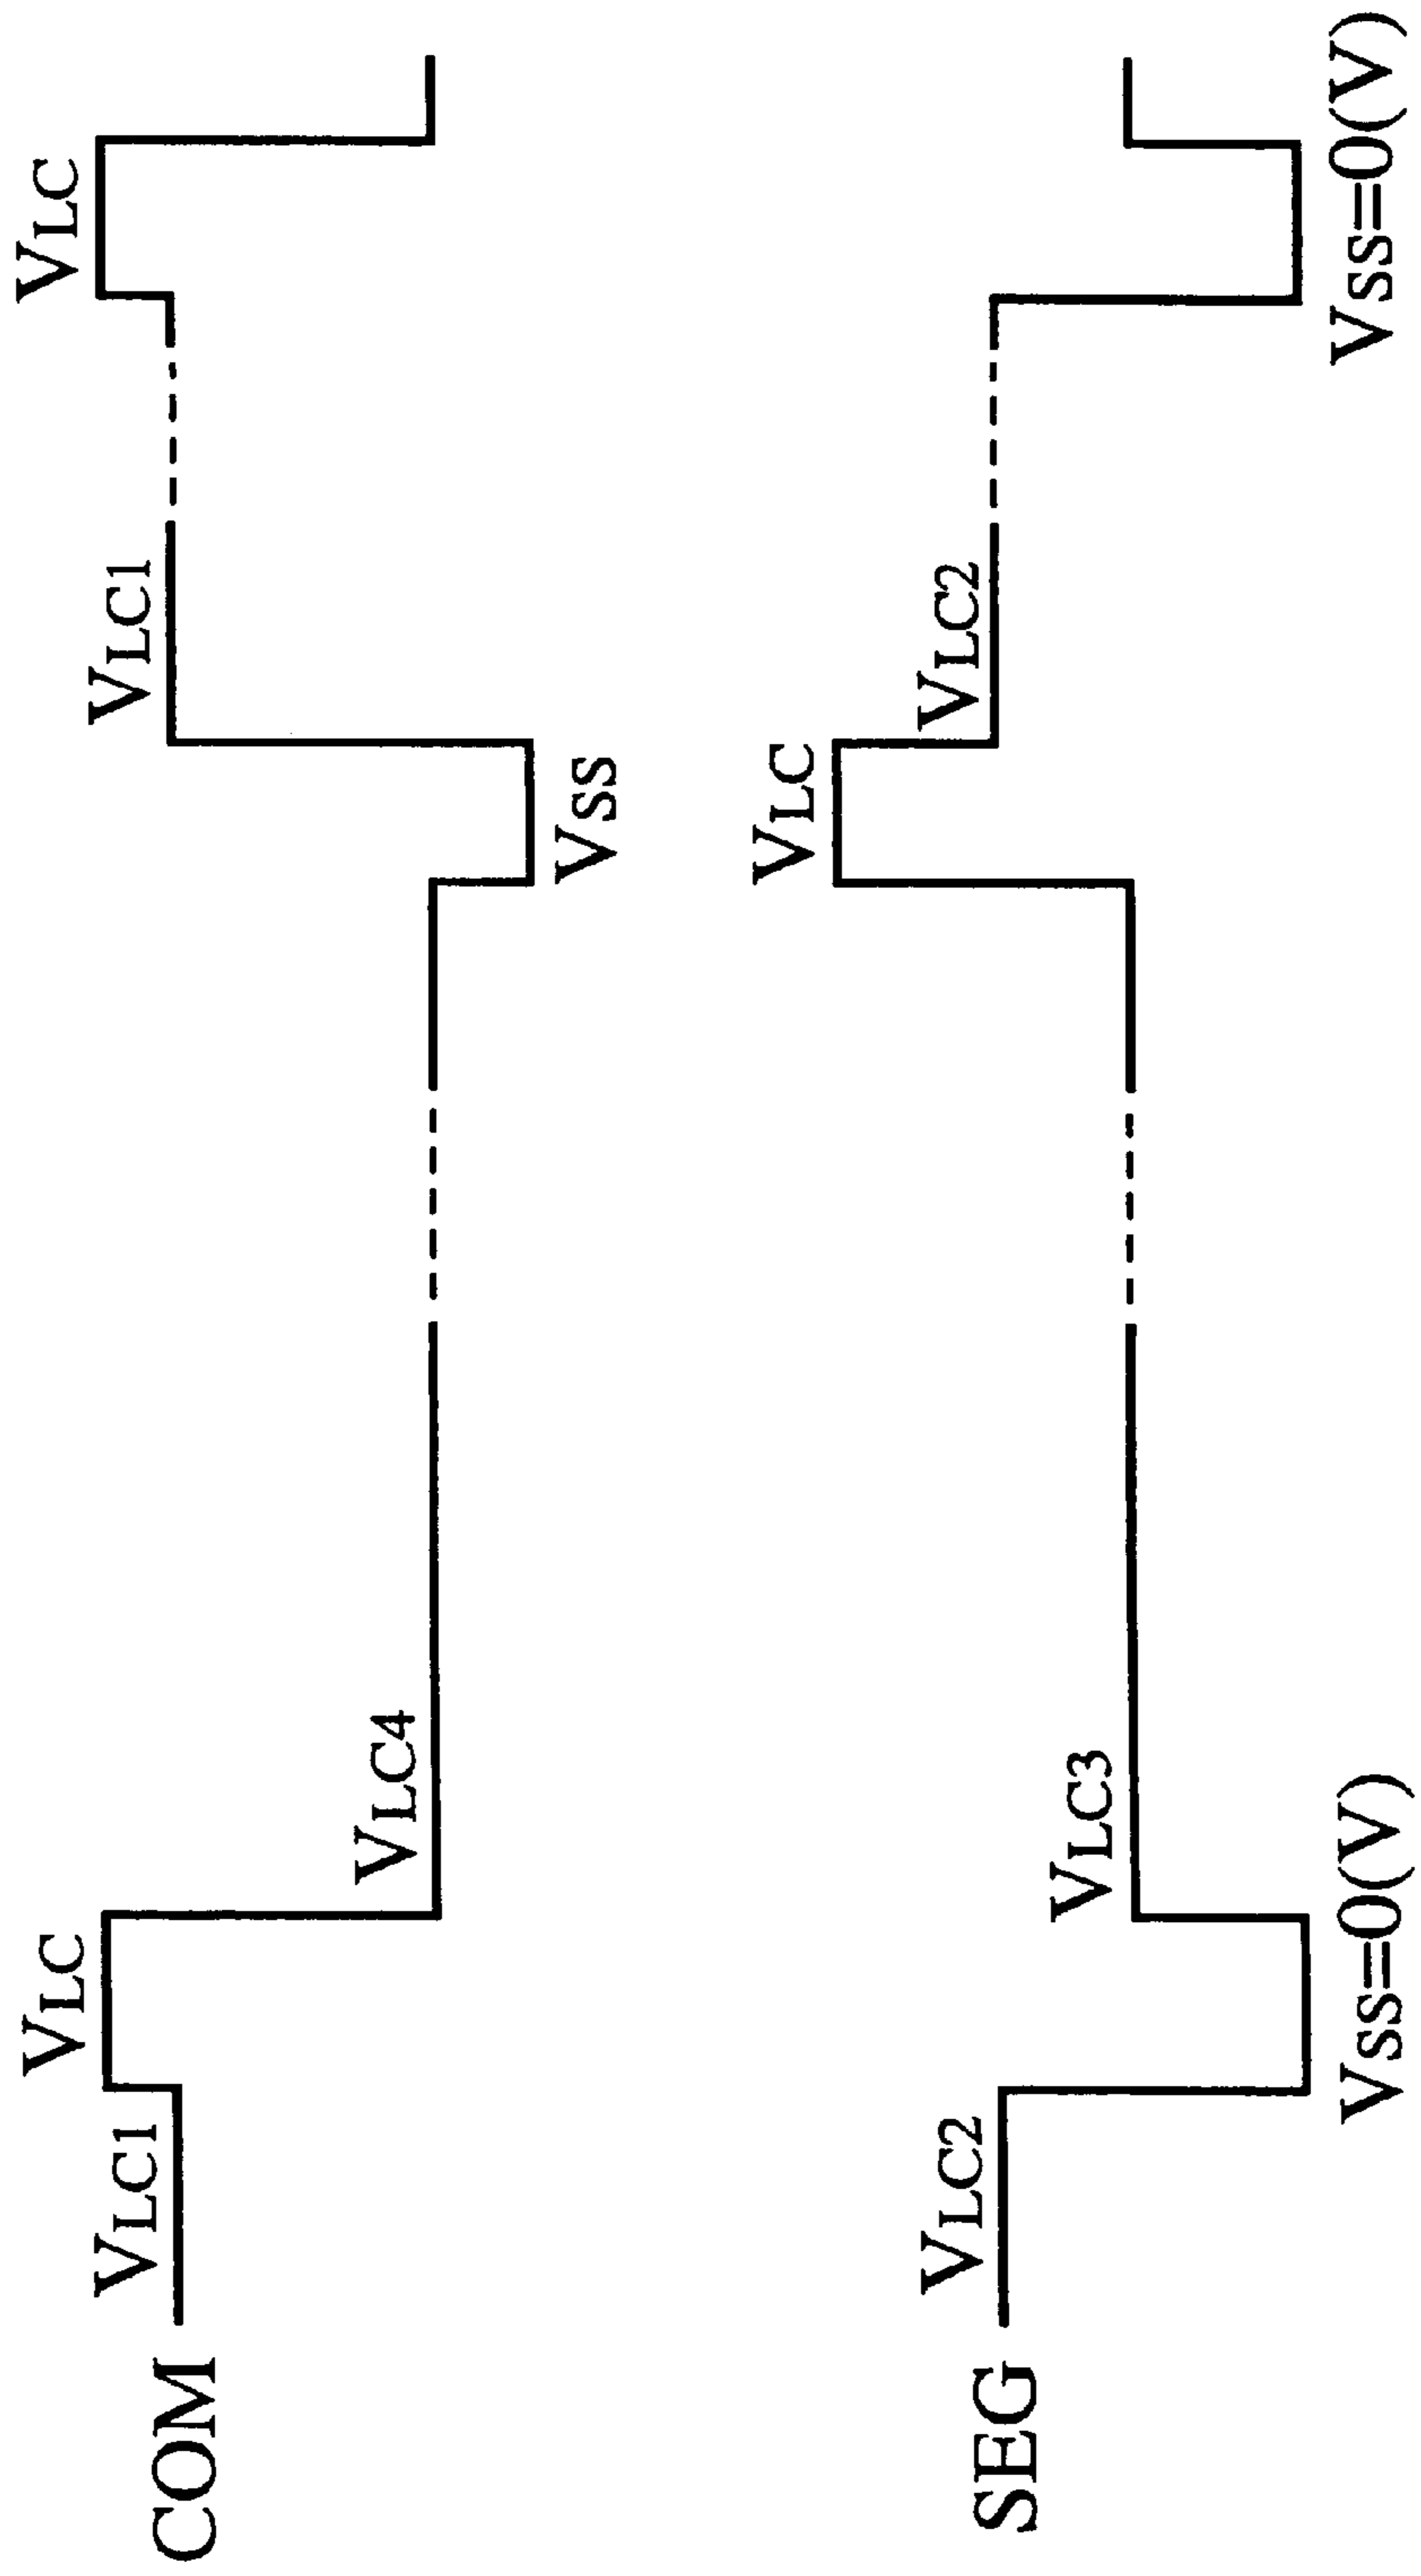 COM
VLC1
VLC
VLC4
VSS
VLC1
VLC
SEG
VLC2
VSS=0(V)
VLC3
VLC
VLC2
VSS=0(V)